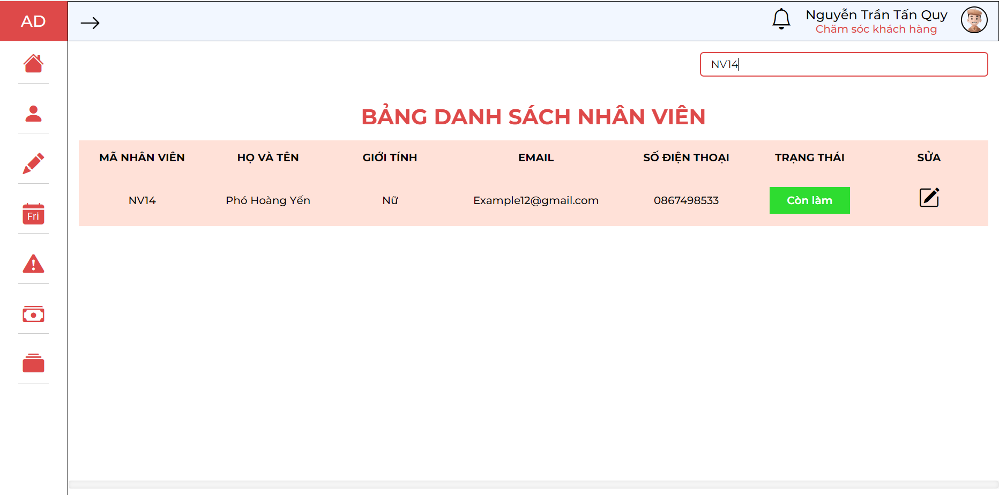 AD
Nguyễn Trần Tấn Quy
Chăm sóc khách hàng
NV14
BẢNG DANH SÁCH NHÂN VIÊN
MÃ NHÂN VIÊN HỌ VÀ TÊN GIỚI TÍNH EMAIL SỐ ĐIỆN THOẠI TRẠNG THÁI SỬA
NV14 Phó Hoàng Yến Nữ Example12@gmail.com 0867498533 Còn làm
Fri